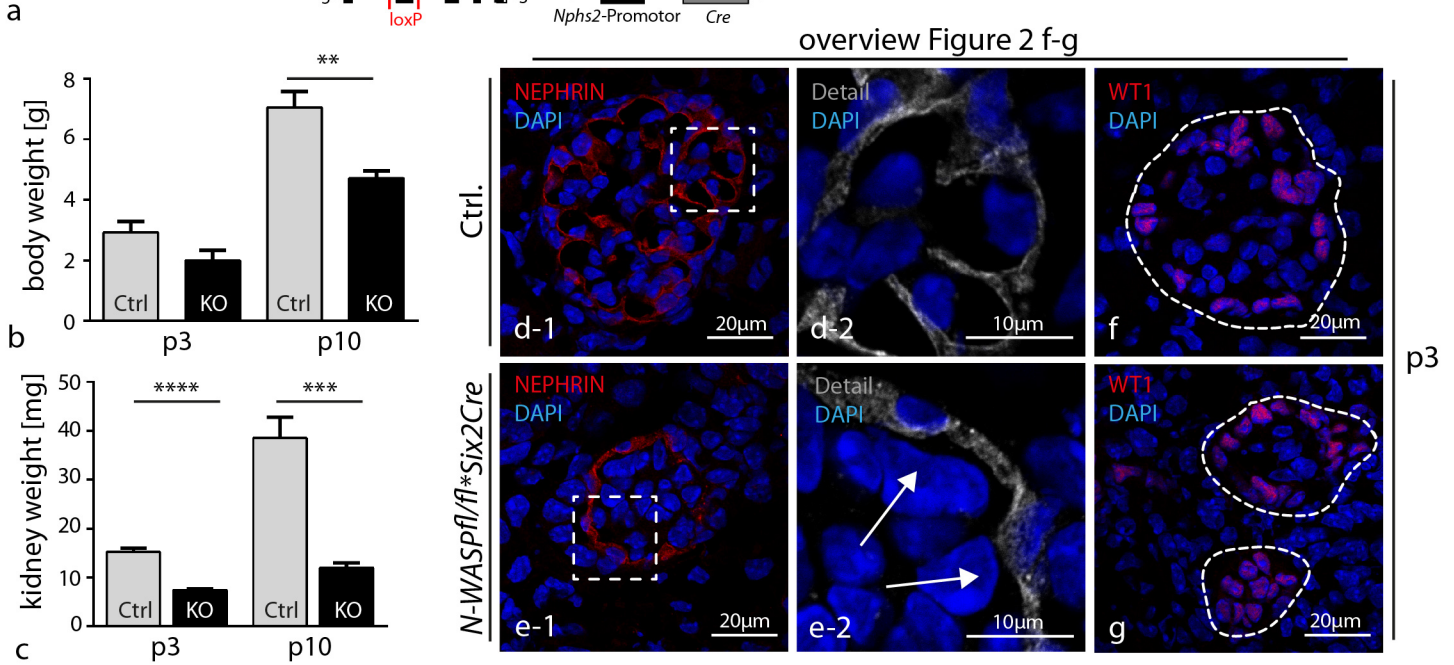 a
loxP
Nphs2-Promotor
Cre
overview Figure 2 f-g
body weight [g]
8
6
4
2
0
**
Ctrl
KO
Ctrl
KO
p3
p10
b
kidney weight [mg]
50
40
30
20
10
0
****
***
Ctrl
KO
Ctrl
KO
p3
p10
c
Ctrl.
NEPHRIN
DAPI
d-1
20µm
Detail
DAPI
d-2
10µm
WT1
DAPI
f
20µm
N-WASPfl/fl*Six2Cre
NEPHRIN
DAPI
e-1
20µm
Detail
DAPI
e-2
10µm
WT1
DAPI
g
20µm
p3